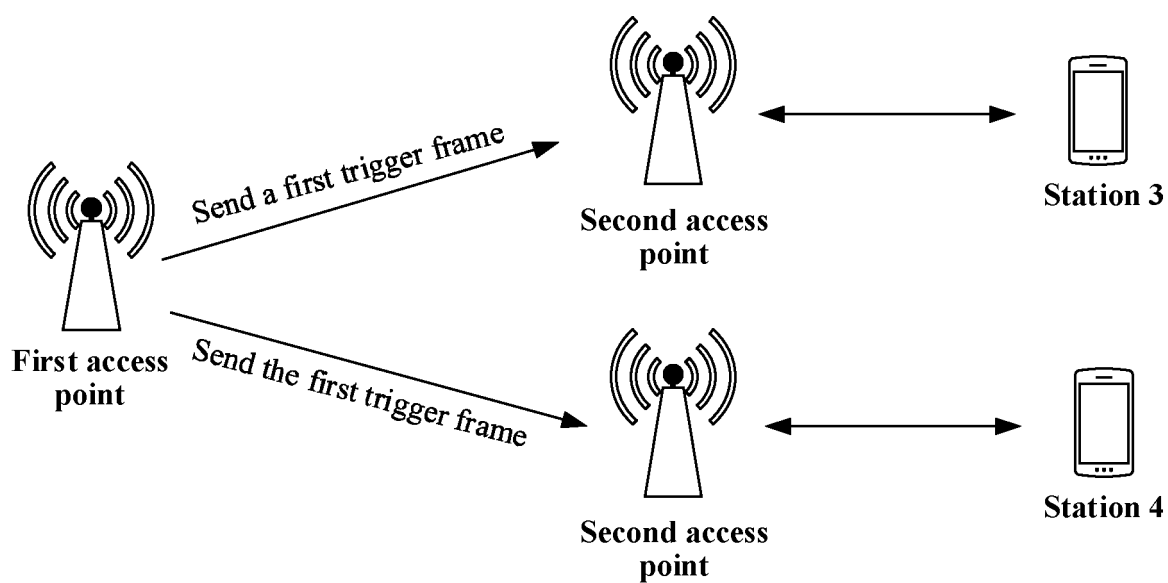 Send a first trigger frame
Second access
point
Station 3
First access
point
Send the first trigger frame
Second access
point
Station 4